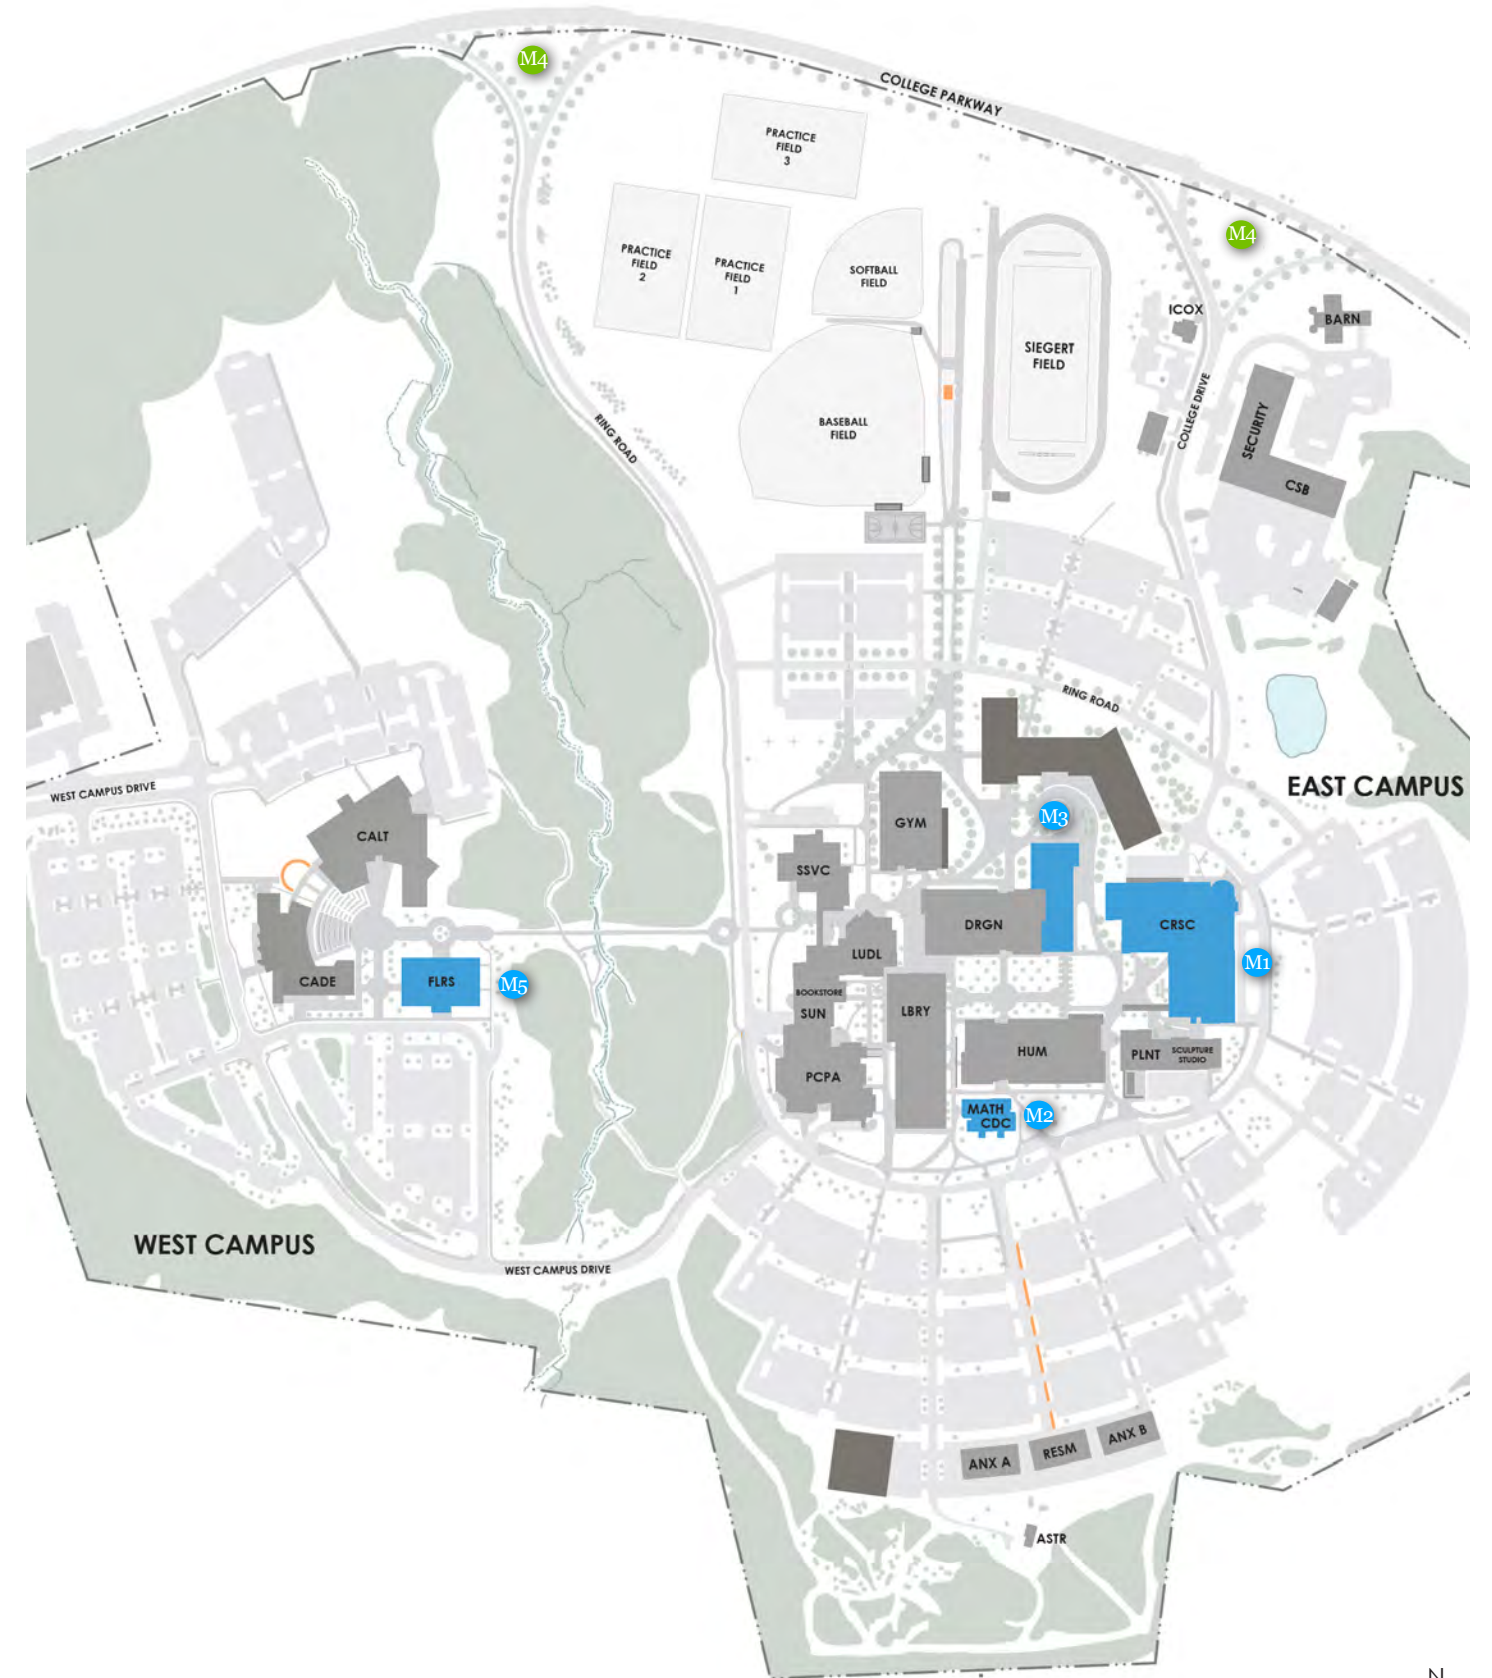 M4
COLLEGE PARKWAY
PRACTICE
FIELD
3
M4
PRACTICE
FIELD
2
PRACTICE
FIELD
1
SOFTBALL
FIELD
ICOX
BARN
SIEGERT
FIELD
COLLEGE DRIVE
RING ROAD
BASEBALL
FIELD
SECURITY
CSB
RING ROAD
EAST CAMPUS
WEST CAMPUS DRIVE
CALT
GYM
M3
SSVC
DRGN
CRSC
LUDL
M1
CADE
FLRS
M5
BOOKSTORE
SUN
LBRY
HUM
PLNT
SCULPTURE
STUDIO
PCPA
MATH
CDC
M2
WEST CAMPUS
WEST CAMPUS DRIVE
ANX A
RESM
ANX B
ASTR
N